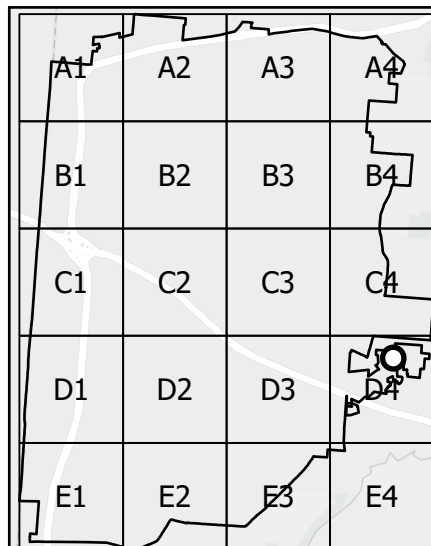 A1 A2 A3 A4
B1 B2 B3 B4
C1 C2 C3 C4
D1 D2 D3 D4
E1 E2 E3 E4